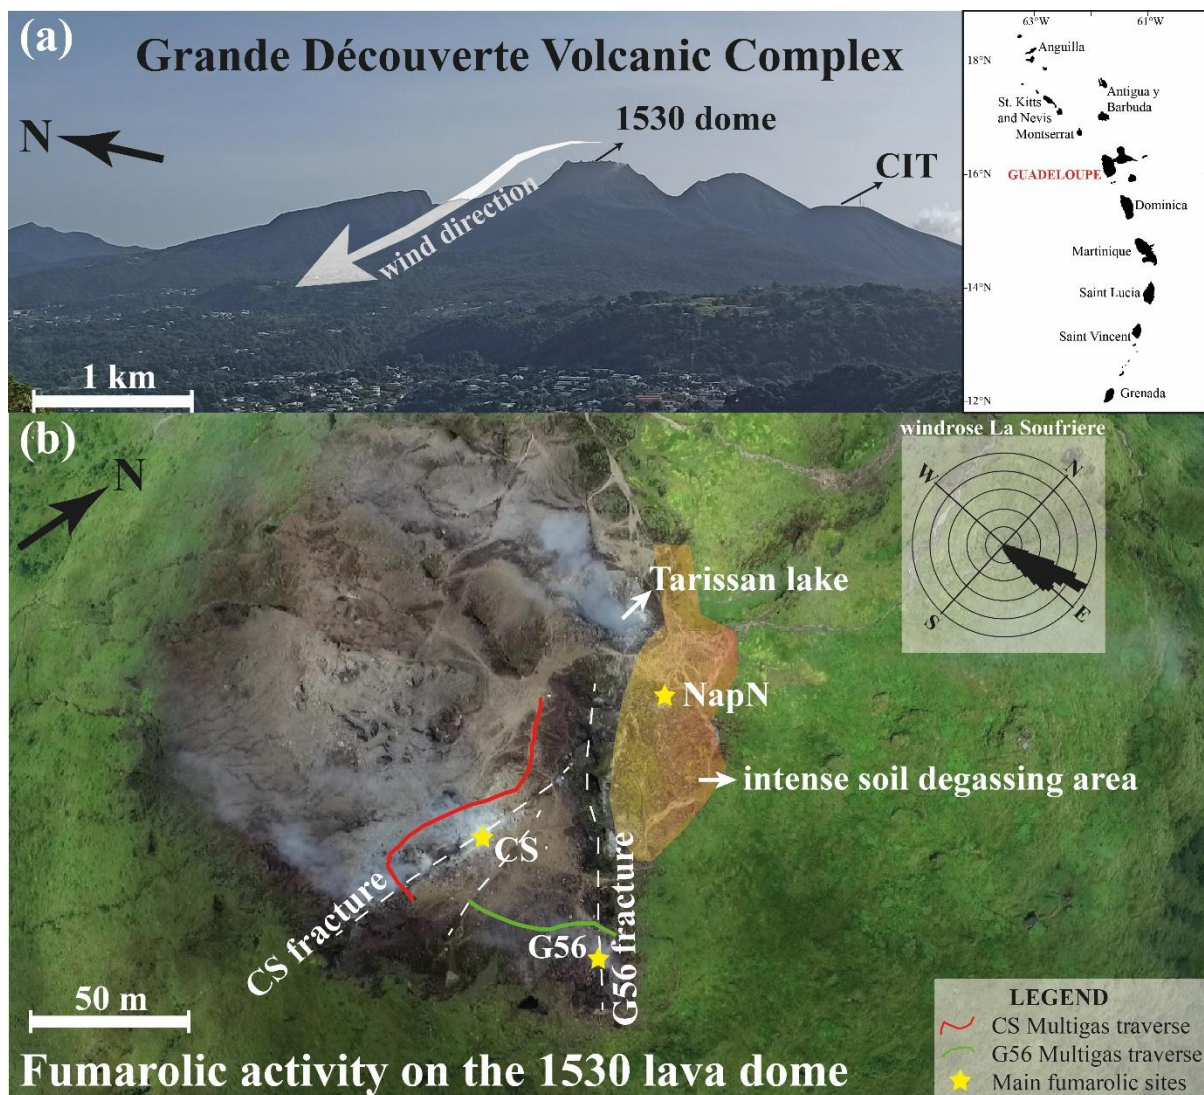 (a)
Grande Découverte Volcanic Complex
N
1530 dome
CIT
wind direction
1 km
63°W
61°W
18°N
16°N
14°N
12°N
Anguilla
St. Kitts
and Nevis
Antigua y
Barbuda
Montserrat
GUADELOUPE
Dominica
Martinique
Saint Lucia
Saint Vincent
Grenada
(b)
N
windrose La Soufriere
W
N
S
E
Tarissan lake
NapN
intense soil degassing area
CS
CS fracture
G56
G56 fracture
50 m
Fumarolic activity on the 1530 lava dome
LEGEND
CS Multigas traverse
G56 Multigas traverse
Main fumarolic sites